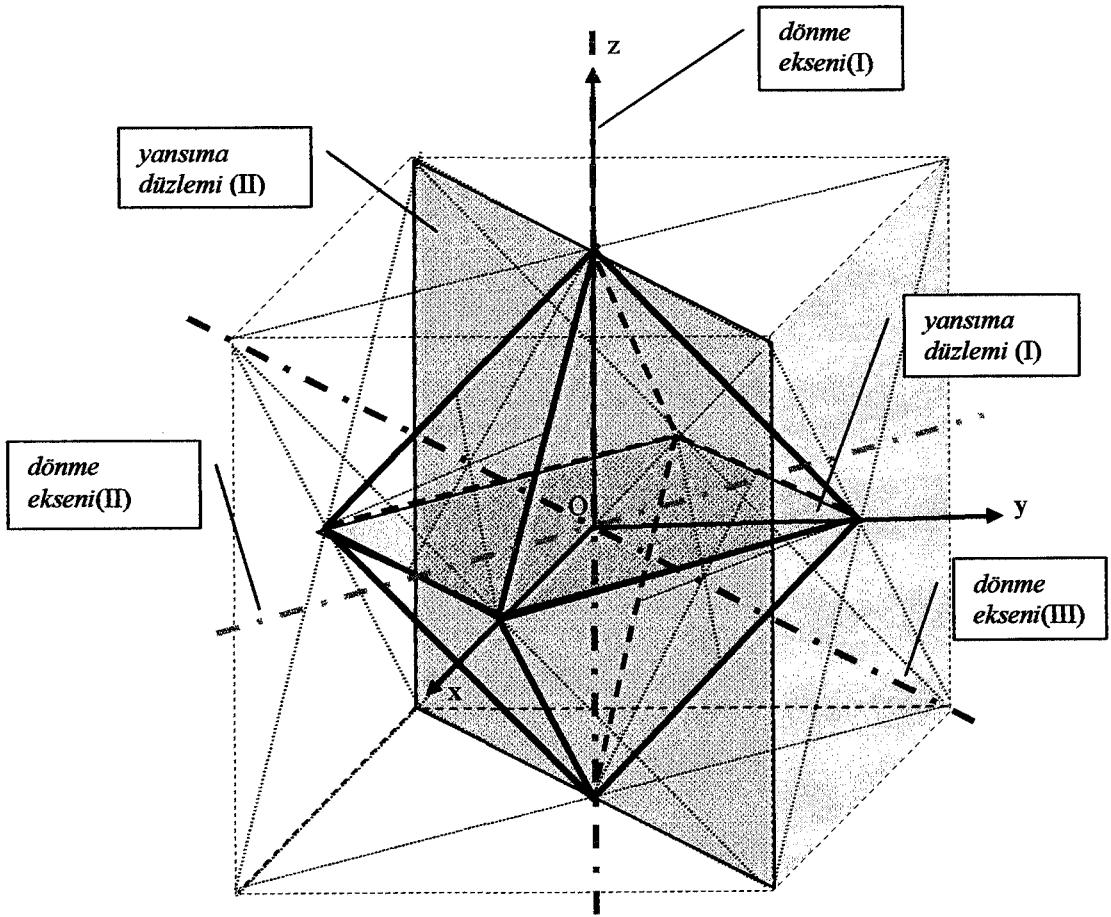 dönme
ekseni(I)
z
yansıma
düzlemi (II)
yansıma
düzlemi (I)
dönme
ekseni(II)
O
y
dönme
ekseni(III)
x